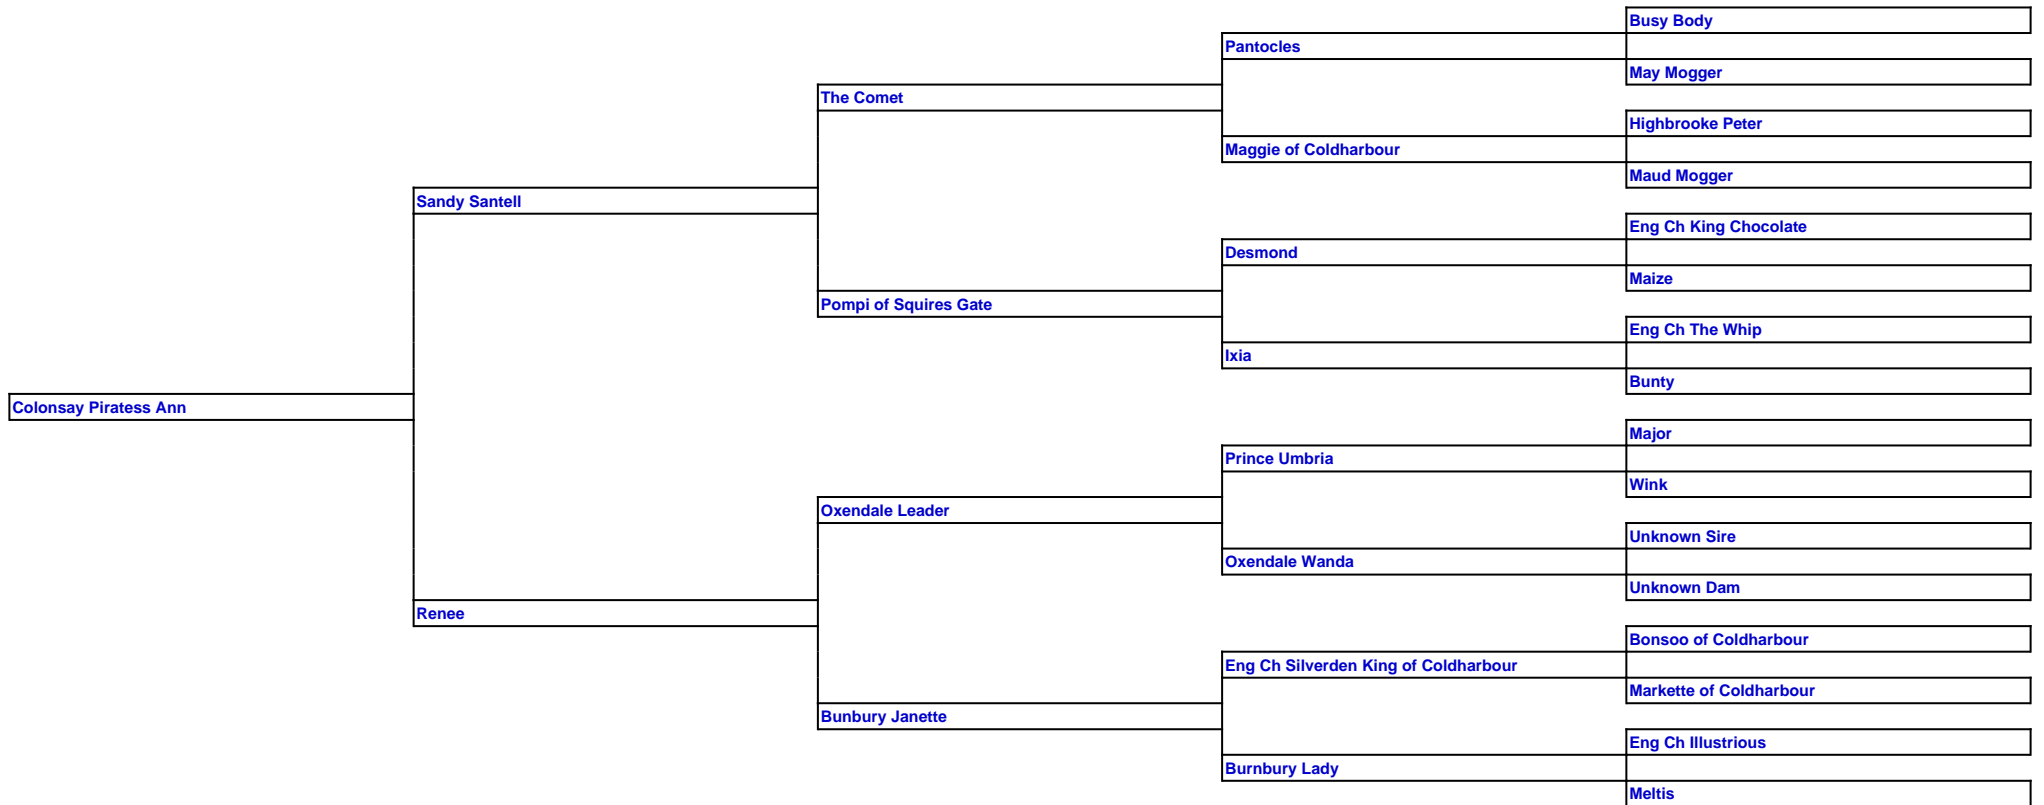 Busy Body
Pantocles
May Mogger
The Comet
Highbrooke Peter
Maggie of Coldharbour
Maud Mogger
Sandy Santell
Eng Ch King Chocolate
Desmond
Maize
Pompi of Squires Gate
Eng Ch The Whip
Ixia
Bunty
Colonsay Piratess Ann
Major
Prince Umbria
Wink
Oxendale Leader
Unknown Sire
Oxendale Wanda
Unknown Dam
Renee
Bonsoo of Coldharbour
Eng Ch Silverden King of Coldharbour
Markette of Coldharbour
Bunbury Janette
Eng Ch Illustrious
Burnbury Lady
Meltis